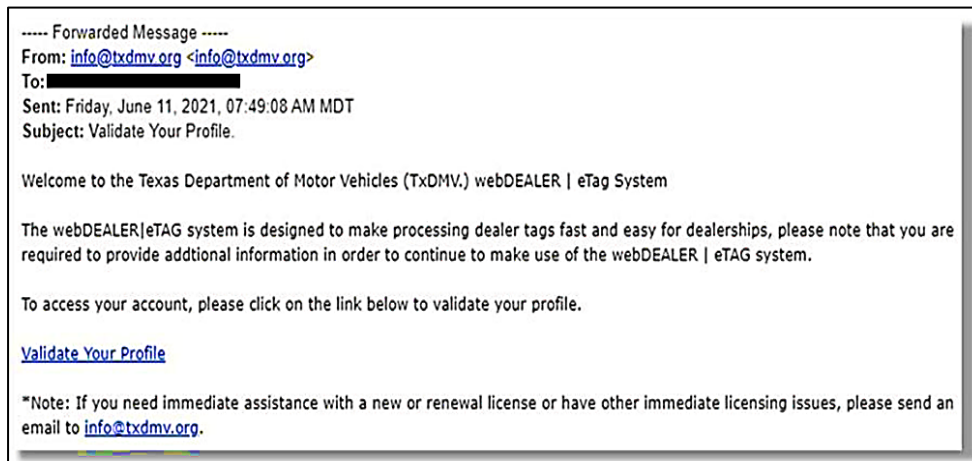 ----- Forwarded Message -----
From: info@txdmv.org <info@txdmv.org>
To:
Sent: Friday, June 11, 2021, 07:49:08 AM MDT
Subject: Validate Your Profile.
Welcome to the Texas Department of Motor Vehicles (TxDMV.) webDEALER | eTag System
The webDEALER|eTAG system is designed to make processing dealer tags fast and easy for dealerships, please note that you are
required to provide addtional information in order to continue to make use of the webDEALER | eTAG system.
To access your account, please click on the link below to validate your profile.
Validate Your Profile
*Note: If you need immediate assistance with a new or renewal license or have other immediate licensing issues, please send an
email to info@txdmv.org.